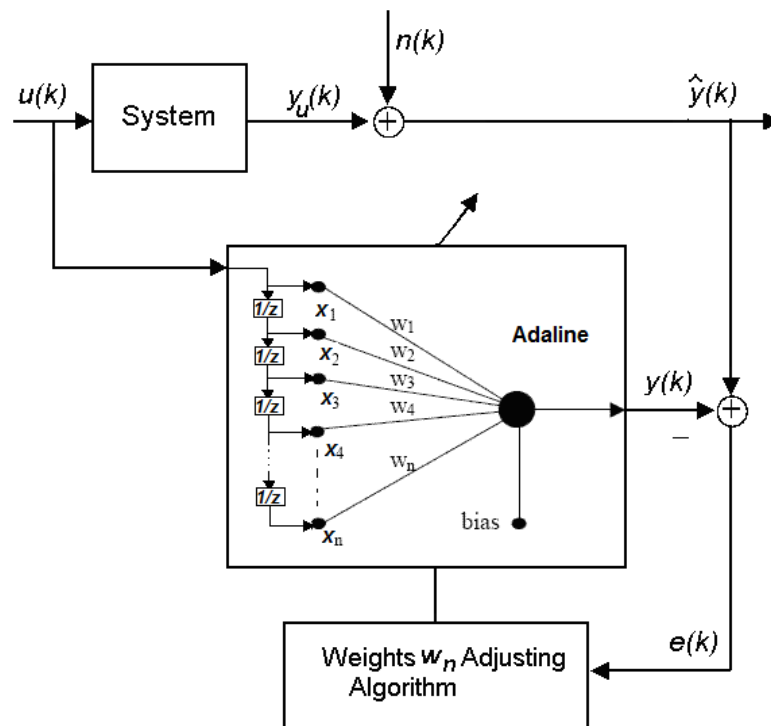 n(k)
u(k)
System
y_u(k)
+
ŷ(k)
1/z
x₁
w₁
Adaline
1/z
x₂
w₂
1/z
x₃
w₃
y(k)
+
x₄
w₄
−
1/z
wₙ
xₙ
bias
e(k)
Weights wₙ Adjusting
Algorithm